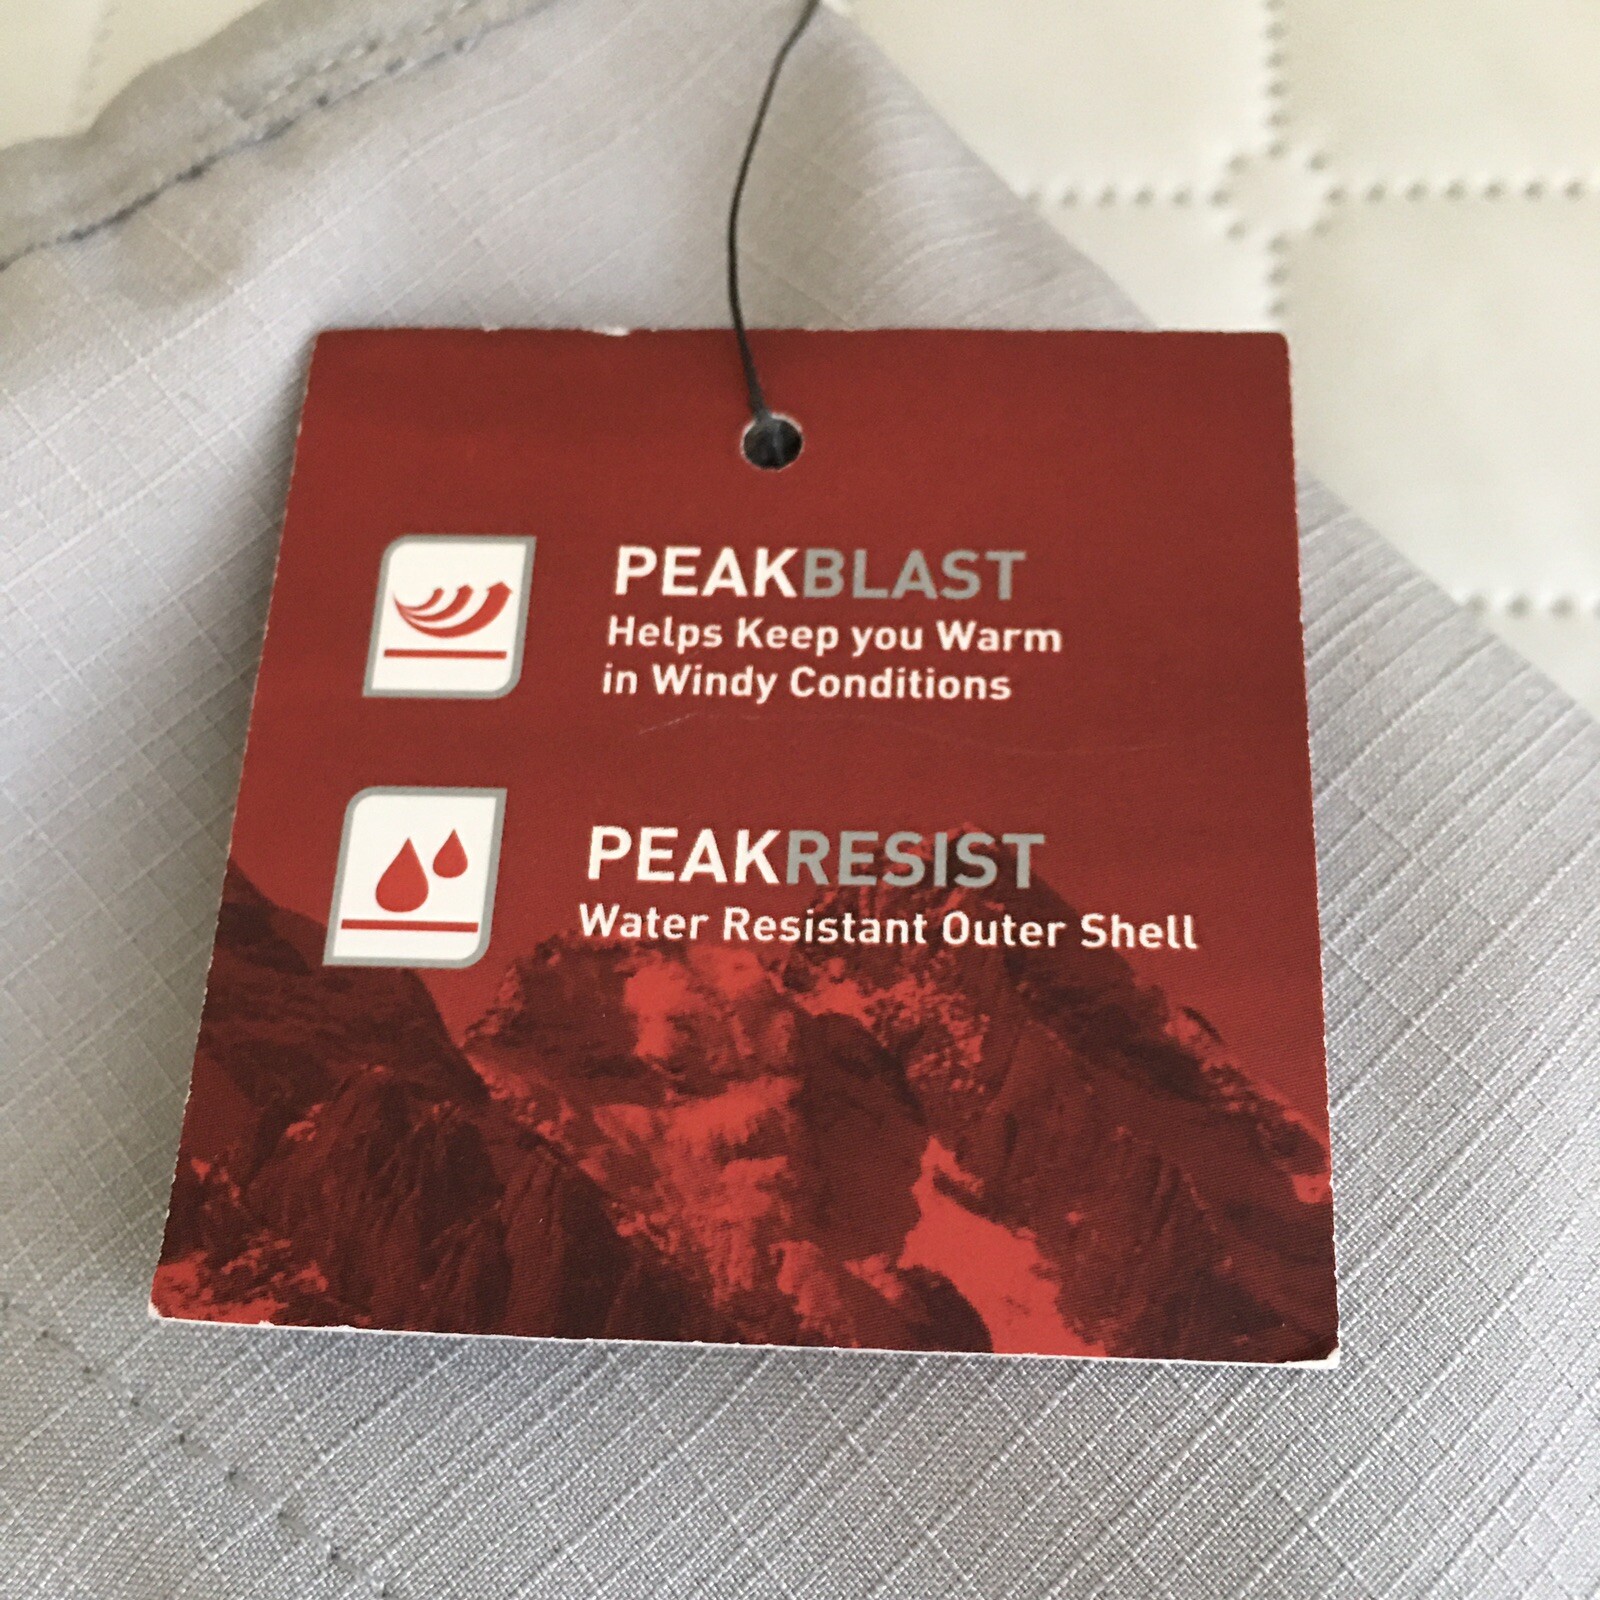 PEAKBLAST
Helps Keep you Warm
in Windy Conditions
PEAKRESIST
Water Resistant Outer Shell